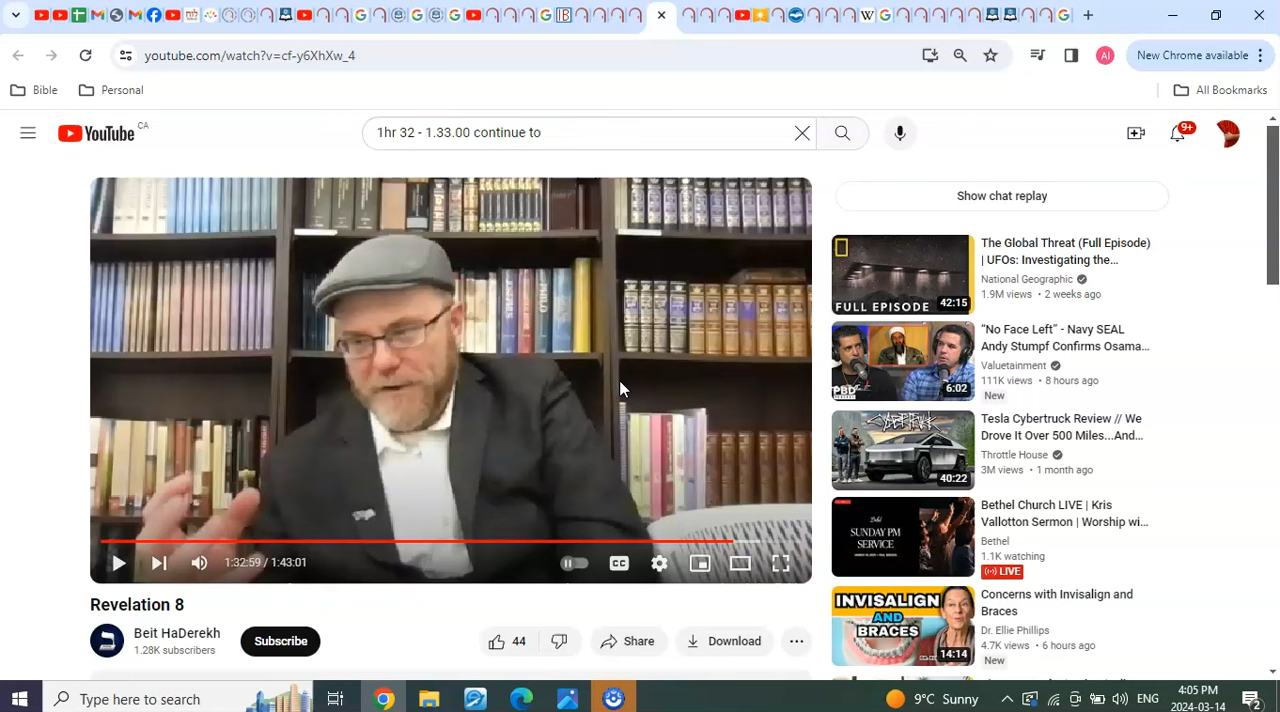 youtube.com/watch?v=cf-y6XhXw_4
AI
New Chrome available
Bible
Personal
All Bookmarks
YouTube CA
1hr 32 - 1.33.00 continue to
9+
Show chat replay
The Global Threat (Full Episode)
| UFOs: Investigating the...
National Geographic
1.9M views • 2 weeks ago
FULL EPISODE
42:15
"No Face Left" - Navy SEAL
Andy Stumpf Confirms Osama...
Valuetainment
111K views • 8 hours ago
New
PBD
6:02
Tesla Cybertruck Review // We
Drove It Over 500 Miles...And...
Throttle House
3M views • 1 month ago
CYBERTRUCK
40:22
Bethel Church LIVE | Kris
Vallotton Sermon | Worship wi...
Bethel
1.1K watching
LIVE
SUNDAY PM
SERVICE
Concerns with Invisalign and
Braces
Dr. Ellie Phillips
4.7K views • 6 hours ago
New
INVISALIGN
AND
BRACES
14:14
1:32:59 / 1:43:01
CC
Revelation 8
Beit HaDerekh
1.28K subscribers
Subscribe
44
Share
Download
Type here to search
9°C Sunny
ENG
4:05 PM
2024-03-14
2